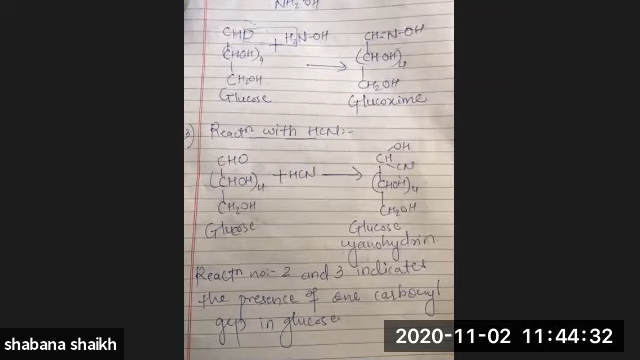 NH2OH
CHO
(CHOH)4 + H2N-OH → CH=N-OH
CH2OH
(CHOH)4
Glucose
CH2OH
Glucoxime
3) Reactn with HCN:-
CHO
(CHOH)4 + HCN → CH
OH
CN
CH2OH
(CHOH)4
Glucose
CH2OH
Glucose
cyanohydrin.
Reactn no:- 2 and 3 indicates
the presence of one carbonyl
gep in glucose
shabana shaikh
2020-11-02 11:44:32